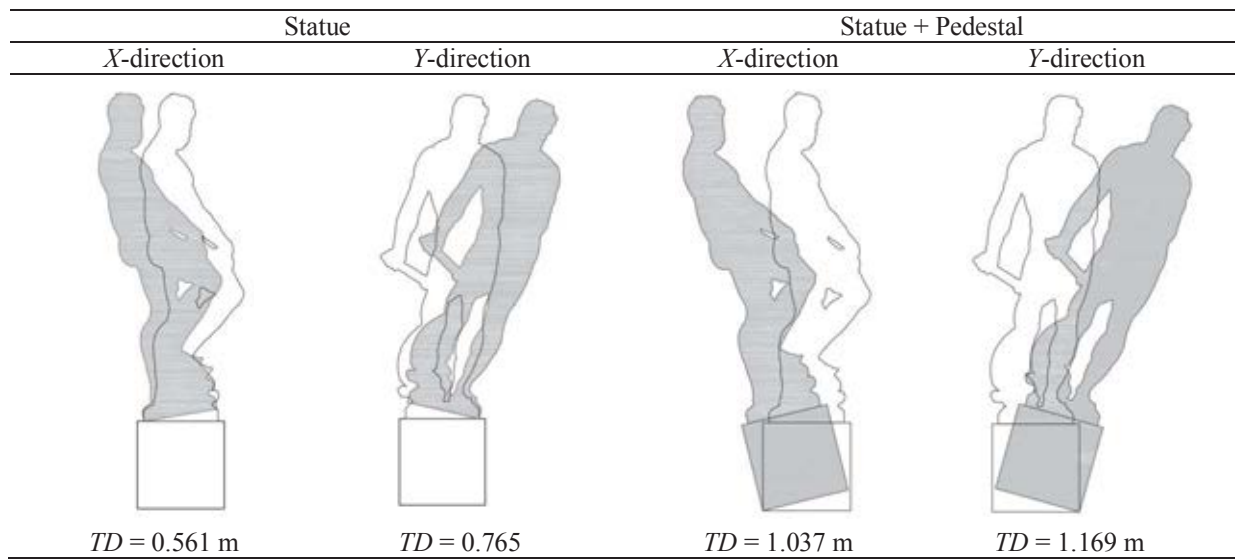 Statue Statue + Pedestal
X-direction Y-direction X-direction Y-direction
TD = 0.561 m TD = 0.765 TD = 1.037 m TD = 1.169 m